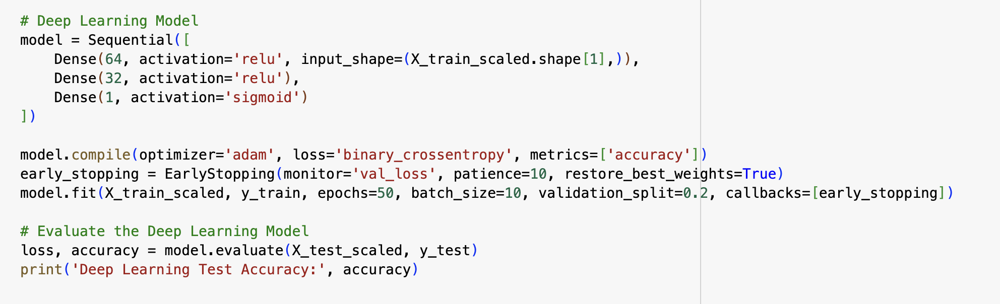 # Deep Learning Model
model = Sequential([
    Dense(64, activation='relu', input_shape=(X_train_scaled.shape[1],)),
    Dense(32, activation='relu'),
    Dense(1, activation='sigmoid')
])

model.compile(optimizer='adam', loss='binary_crossentropy', metrics=['accuracy'])
early_stopping = EarlyStopping(monitor='val_loss', patience=10, restore_best_weights=True)
model.fit(X_train_scaled, y_train, epochs=50, batch_size=10, validation_split=0.2, callbacks=[early_stopping])

# Evaluate the Deep Learning Model
loss, accuracy = model.evaluate(X_test_scaled, y_test)
print('Deep Learning Test Accuracy:', accuracy)